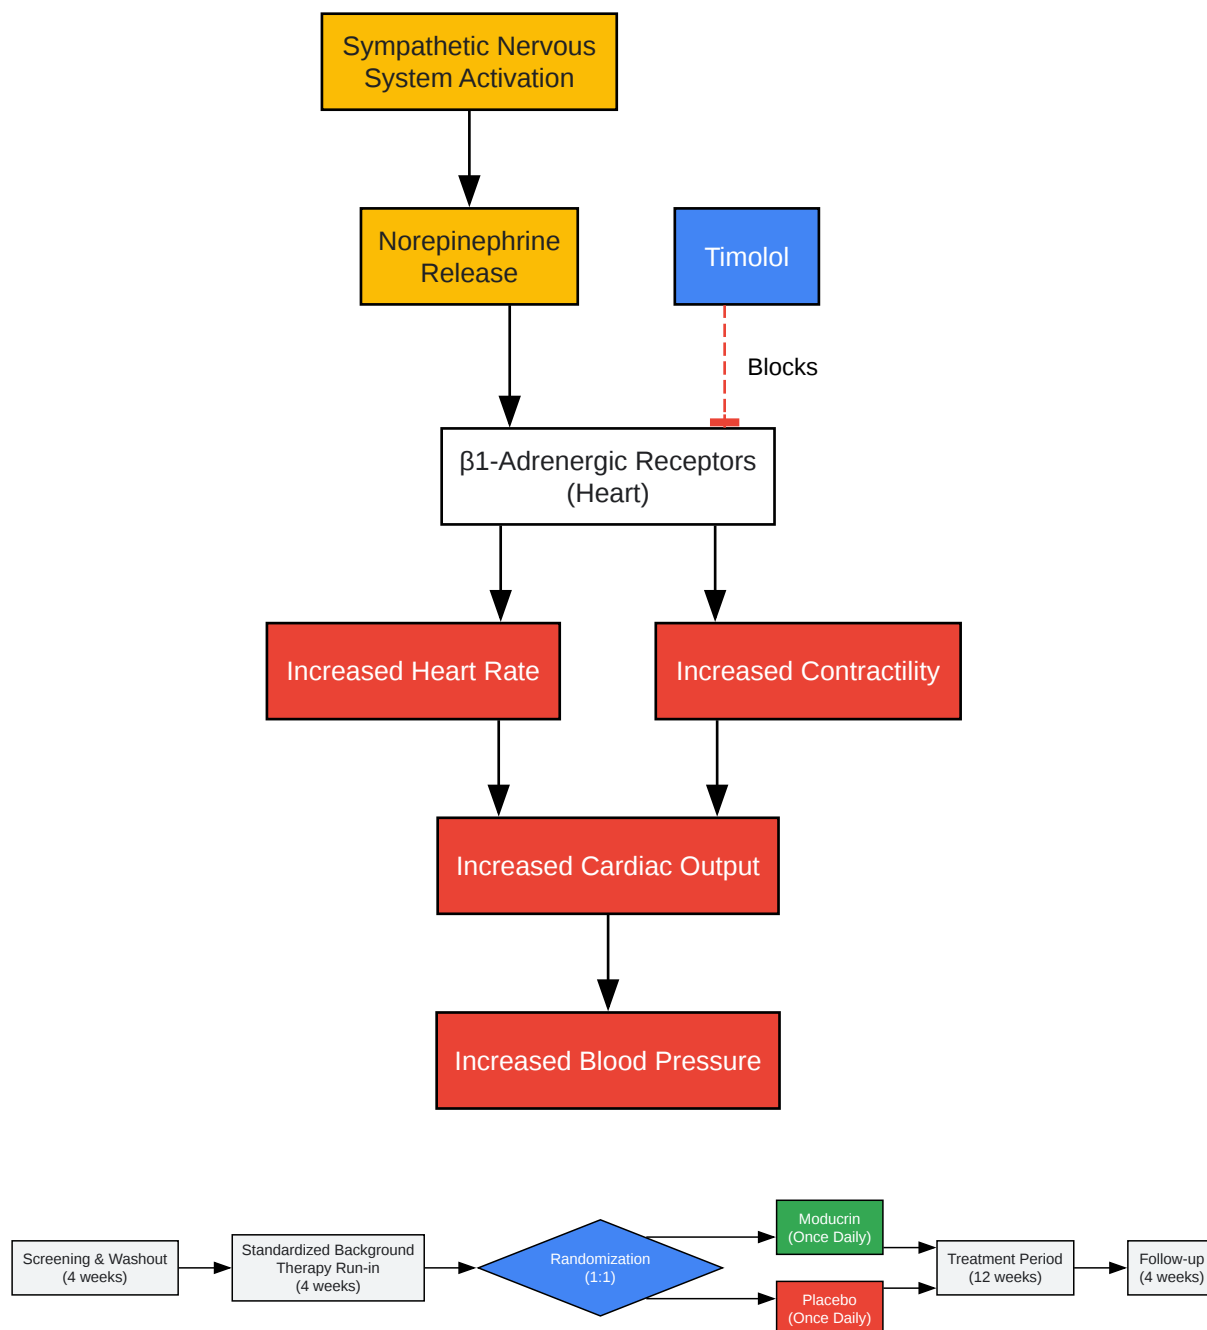 Sympathetic Nervous
System Activation
Norepinephrine
Release
Timolol
Blocks
β1-Adrenergic Receptors
(Heart)
Increased Heart Rate
Increased Contractility
Increased Cardiac Output
Increased Blood Pressure
Screening & Washout
(4 weeks)
Standardized Background
Therapy Run-in
(4 weeks)
Randomization
(1:1)
Moducrin
(Once Daily)
Placebo
(Once Daily)
Treatment Period
(12 weeks)
Follow-up
(4 weeks)